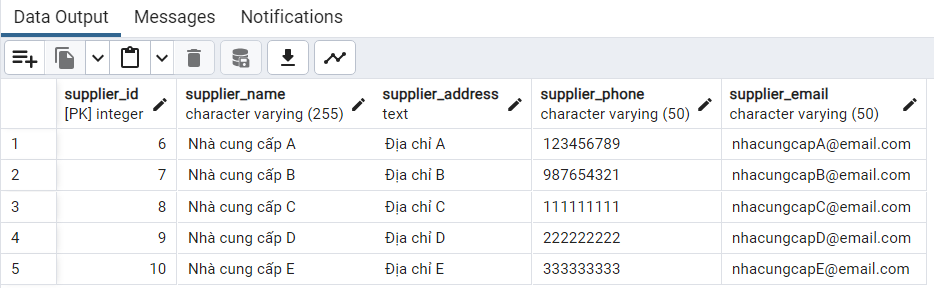 Data Output Messages Notifications
supplier_id supplier_name supplier_address supplier_phone supplier_email
[PK] integer character varying (255) text character varying (50) character varying (50)
1 6 Nhà cung cấp A Địa chỉ A 123456789 nhacungcapA@email.com
2 7 Nhà cung cấp B Địa chỉ B 987654321 nhacungcapB@email.com
3 8 Nhà cung cấp C Địa chỉ C 111111111 nhacungcapC@email.com
4 9 Nhà cung cấp D Địa chỉ D 222222222 nhacungcapD@email.com
5 10 Nhà cung cấp E Địa chỉ E 333333333 nhacungcapE@email.com